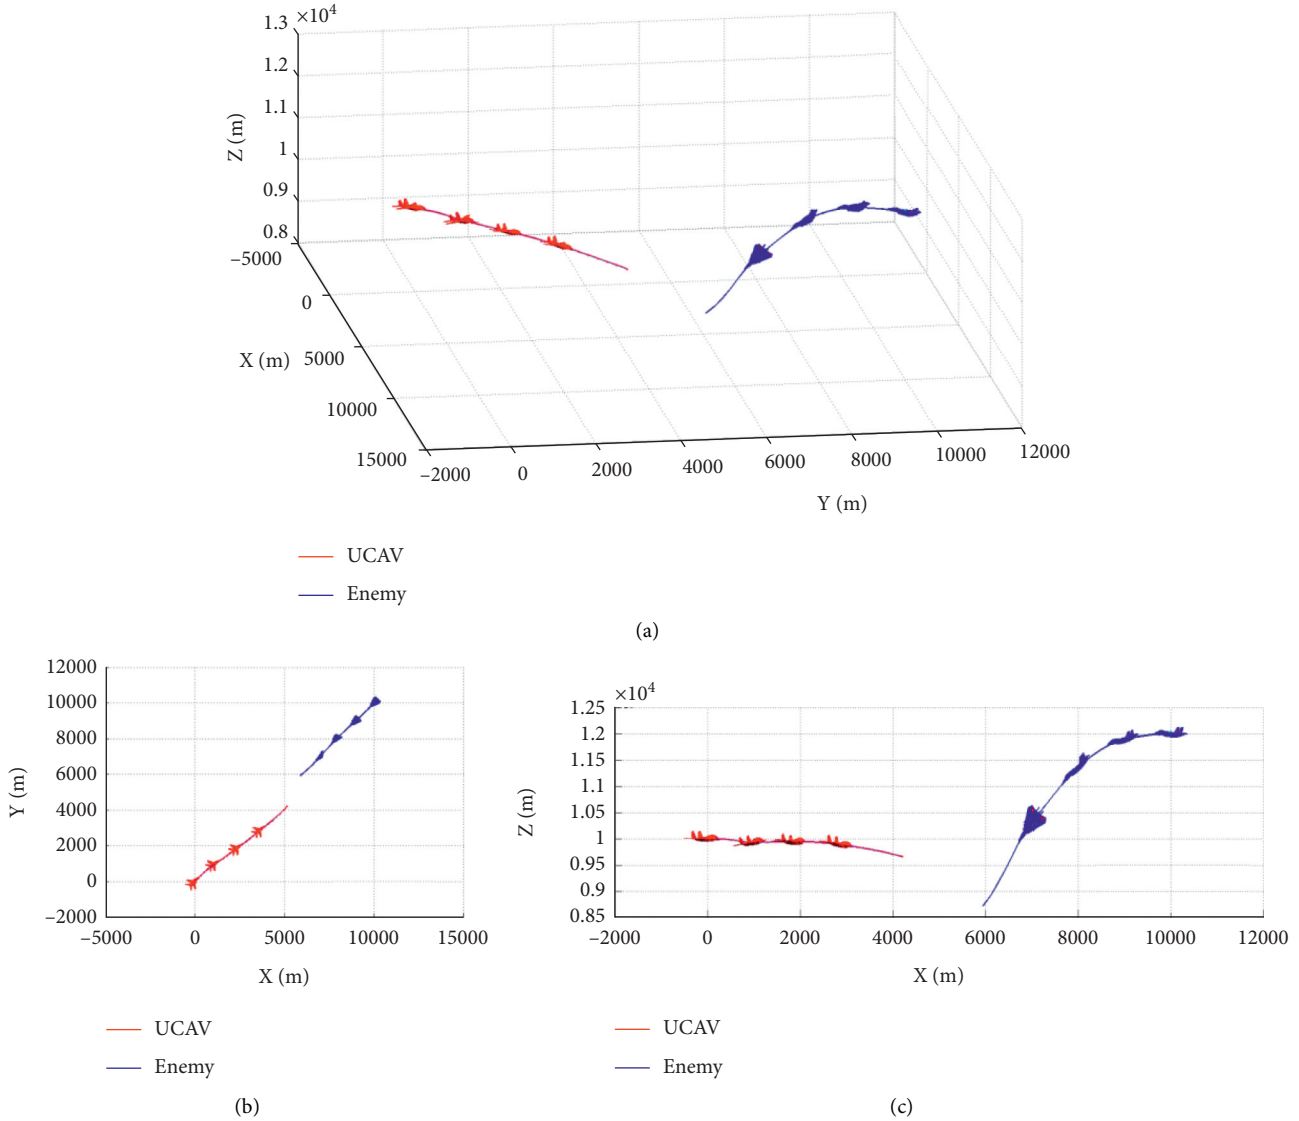 1.3 ×10⁴
1.2
1.1
1
0.9
0.8
Z (m)
–5000
0
5000
10000
15000
X (m)
–2000 0 2000 4000 6000 8000 10000 12000
Y (m)
UCAV
Enemy
(a)
12000
10000
8000
6000
4000
2000
0
–2000
Y (m)
–5000 0 5000 10000 15000
X (m)
UCAV
Enemy
(b)
×10⁴
1.25
1.2
1.15
1.1
1.05
1
0.95
0.9
0.85
Z (m)
–2000 0 2000 4000 6000 8000 10000 12000
X (m)
UCAV
Enemy
(c)